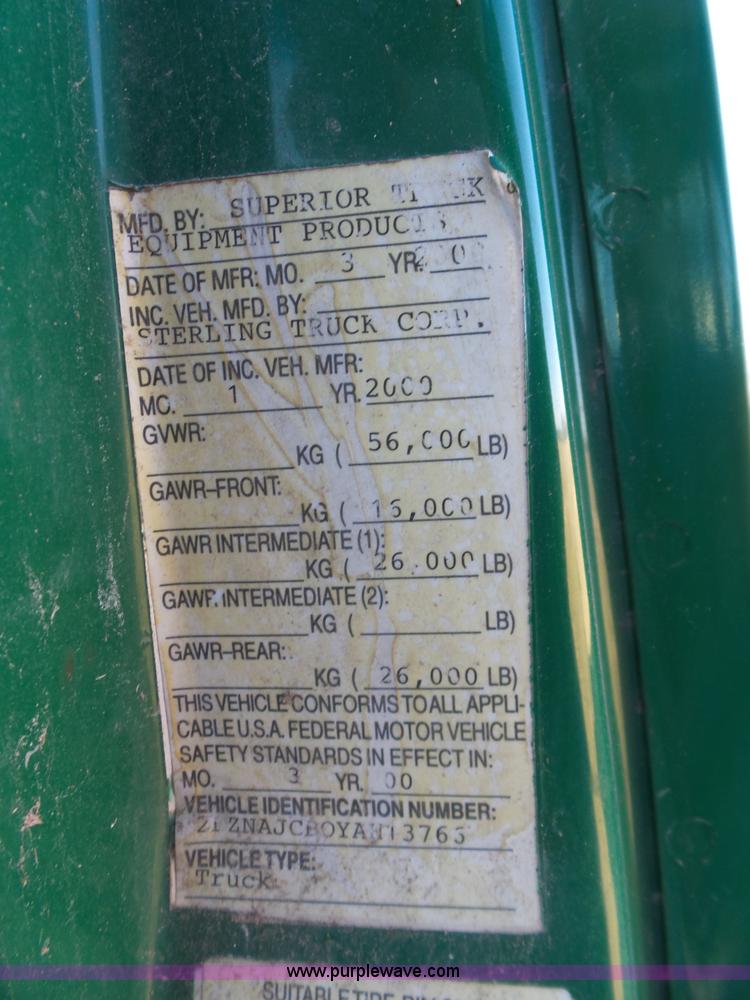 MFD. BY: SUPERIOR
EQUIPMENT PRODUCTS
DATE OF MFR: MO. 3 YR.
INC. VEH. MFD. BY:
STERLING TRUCK CORP.
DATE OF INC. VEH. MFR:
MO. 1 YR. 2000
GVWR:
KG ( 56,000 LB)
GAWR-FRONT:
KG ( LB)
GAWR INTERMEDIATE (1):
KG ( 26,000 LB)
GAWR INTERMEDIATE (2):
KG ( LB)
GAWR-REAR:
KG ( 26,000 LB)
THIS VEHICLE CONFORMS TO ALL APPLI-
CABLE U.S.A. FEDERAL MOTOR VEHICLE
SAFETY STANDARDS IN EFFECT IN:
MO. 3 YR. 00
VEHICLE IDENTIFICATION NUMBER:
VEHICLE TYPE:
Truck
www.purplewave.com